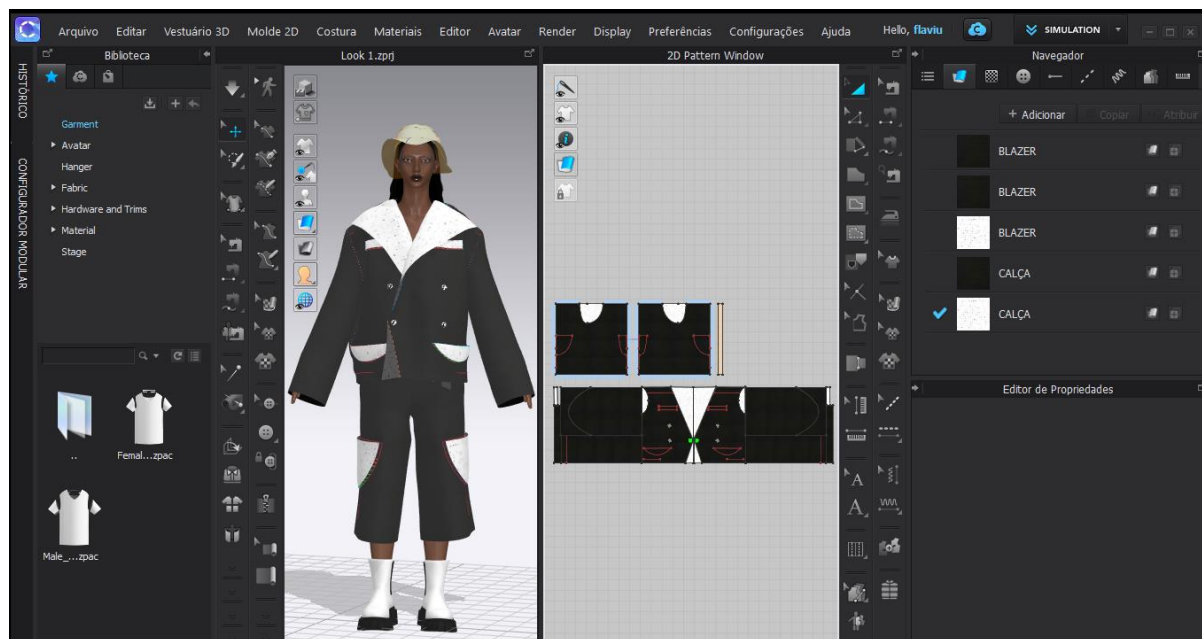 Arquivo Editar Vestuário 3D Molde 2D Costura Materiais Editor Avatar Render Display Preferências Configurações Ajuda Hello, flaviu SIMULATION
HISTÓRICO
CONFIGURADOR MODULAR
Biblioteca
Garment
Avatar
Hanger
Fabric
Hardware and Trims
Material
Stage
..
Femal...zpac
Male_...zpac
Look 1.zprj
2D Pattern Window
Navegador
+ Adicionar Copiar Atribuir
BLAZER
BLAZER
BLAZER
CALÇA
CALÇA
Editor de Propriedades